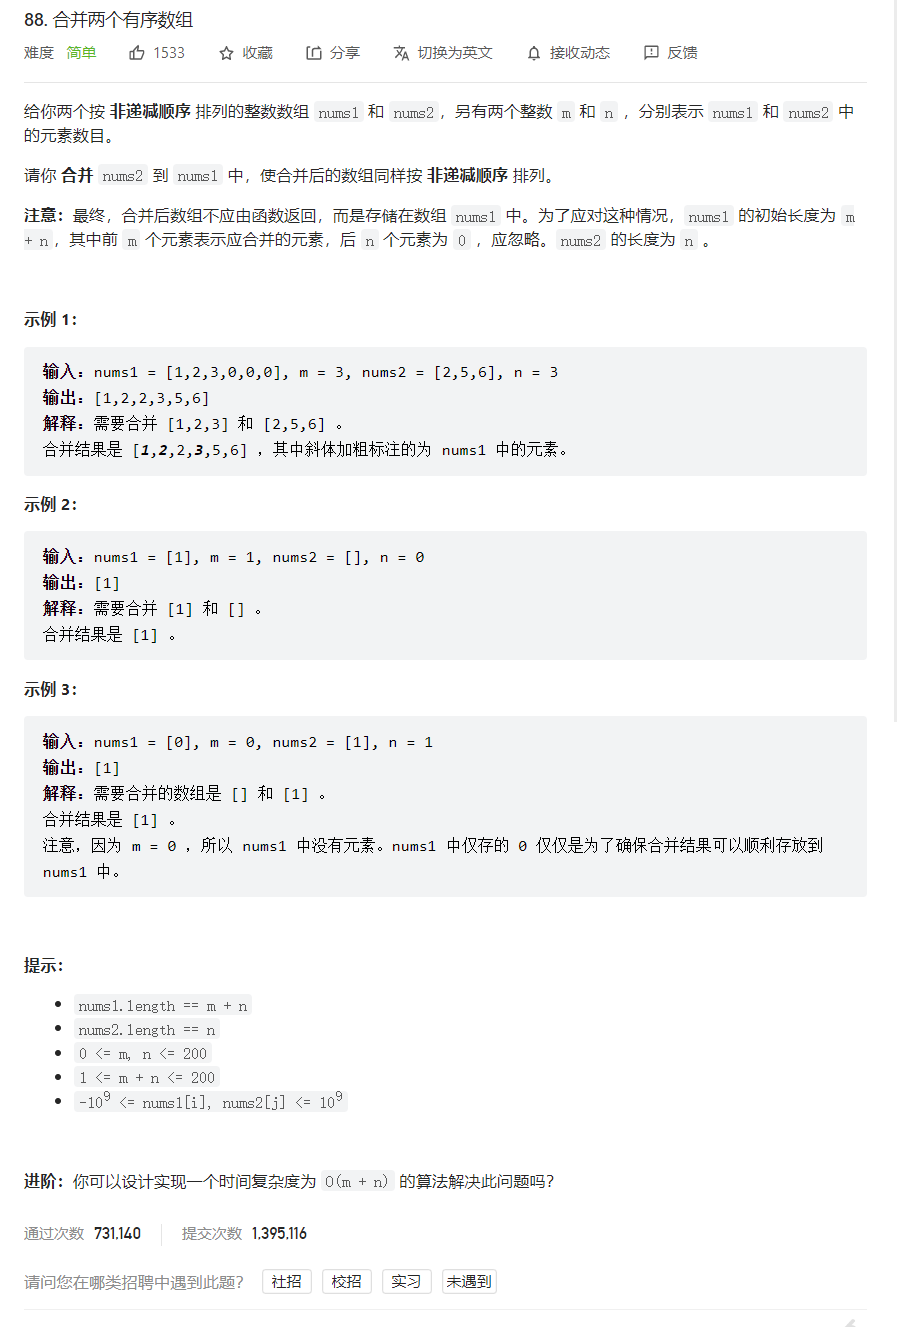 88. 合并两个有序数组
难度 简单 1533 收藏 分享 切换为英文 接收动态 反馈
给你两个按 非递减顺序 排列的整数数组 nums1 和 nums2，另有两个整数 m 和 n ，分别表示 nums1 和 nums2 中
的元素数目。
请你 合并 nums2 到 nums1 中，使合并后的数组同样按 非递减顺序 排列。
注意：最终，合并后数组不应由函数返回，而是存储在数组 nums1 中。为了应对这种情况，nums1 的初始长度为 m
+ n，其中前 m 个元素表示应合并的元素，后 n 个元素为 0 ，应忽略。nums2 的长度为 n 。
示例 1：
输入：nums1 = [1,2,3,0,0,0], m = 3, nums2 = [2,5,6], n = 3
输出：[1,2,2,3,5,6]
解释：需要合并 [1,2,3] 和 [2,5,6] 。
合并结果是 [1,2,2,3,5,6] ，其中斜体加粗标注的为 nums1 中的元素。
示例 2：
输入：nums1 = [1], m = 1, nums2 = [], n = 0
输出：[1]
解释：需要合并 [1] 和 [] 。
合并结果是 [1] 。
示例 3：
输入：nums1 = [0], m = 0, nums2 = [1], n = 1
输出：[1]
解释：需要合并的数组是 [] 和 [1] 。
合并结果是 [1] 。
注意，因为 m = 0 ，所以 nums1 中没有元素。nums1 中仅存的 0 仅仅是为了确保合并结果可以顺利存放到
nums1 中。
提示：
• nums1.length == m + n
• nums2.length == n
• 0 <= m, n <= 200
• 1 <= m + n <= 200
• -10⁹ <= nums1[i], nums2[j] <= 10⁹
进阶：你可以设计实现一个时间复杂度为 O(m + n) 的算法解决此问题吗？
通过次数 731,140 提交次数 1,395,116
请问您在哪类招聘中遇到此题？ 社招 校招 实习 未遇到